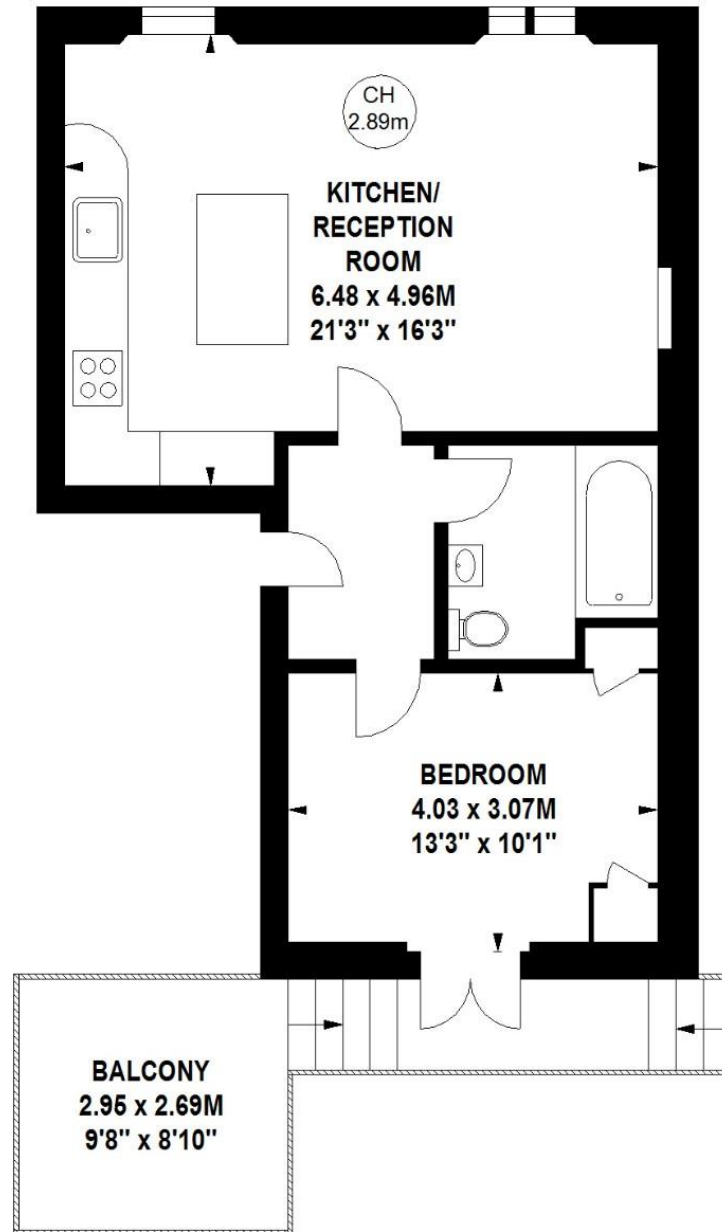 CH
2.89m
KITCHEN/
RECEPTION
ROOM
6.48 x 4.96M
21'3" x 16'3"
BEDROOM
4.03 x 3.07M
13'3" x 10'1"
BALCONY
2.95 x 2.69M
9'8" x 8'10"